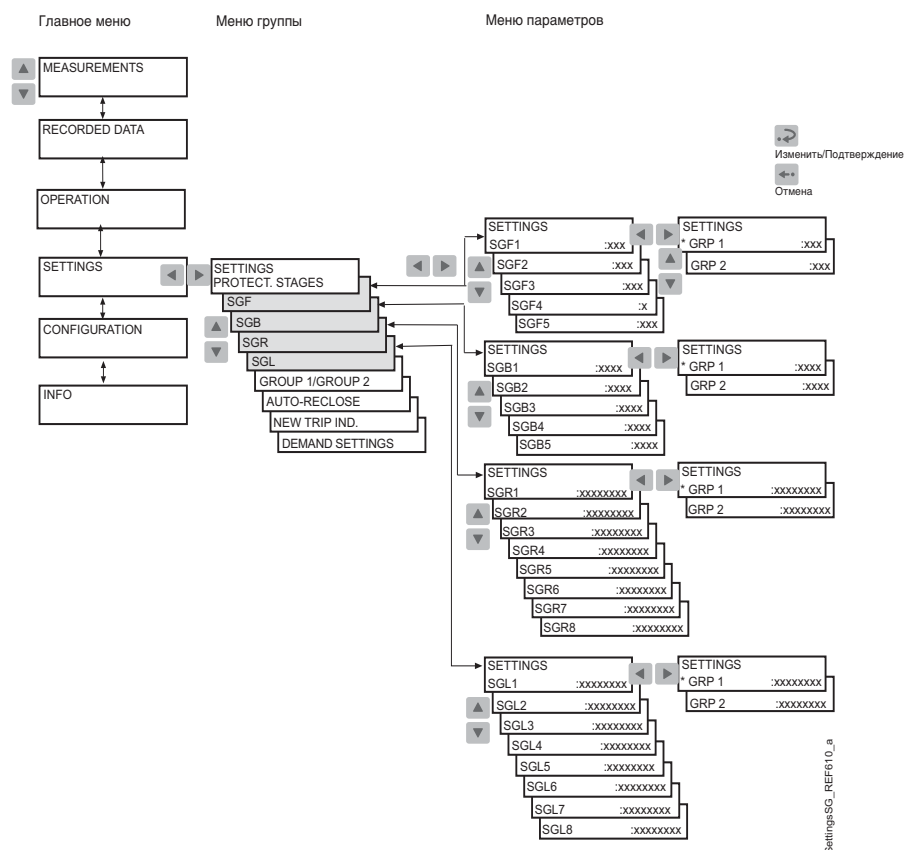 Главное меню
Меню группы
Меню параметров
MEASUREMENTS
RECORDED DATA
OPERATION
SETTINGS
CONFIGURATION
INFO
SETTINGS
PROTECT. STAGES
SGF
SGB
SGR
SGL
GROUP 1/GROUP 2
AUTO-RECLOSE
NEW TRIP IND.
DEMAND SETTINGS
Изменить/Подтверждение
Отмена
SETTINGS
SGF1 :xxx
SGF2 :xxx
SGF3 :xxx
SGF4 :x
SGF5 :xxx
SETTINGS
* GRP 1 :xxx
GRP 2 :xxx
SETTINGS
SGB1 :xxxx
SGB2 :xxxx
SGB3 :xxxx
SGB4 :xxxx
SGB5 :xxxx
SETTINGS
* GRP 1 :xxxx
GRP 2 :xxxx
SETTINGS
SGR1 :xxxxxxxx
SGR2 :xxxxxxxx
SGR3 :xxxxxxxx
SGR4 :xxxxxxxx
SGR5 :xxxxxxxx
SGR6 :xxxxxxxx
SGR7 :xxxxxxxx
SGR8 :xxxxxxxx
SETTINGS
* GRP 1 :xxxxxxxx
GRP 2 :xxxxxxxx
SETTINGS
SGL1 :xxxxxxxx
SGL2 :xxxxxxxx
SGL3 :xxxxxxxx
SGL4 :xxxxxxxx
SGL5 :xxxxxxxx
SGL6 :xxxxxxxx
SGL7 :xxxxxxxx
SGL8 :xxxxxxxx
SETTINGS
* GRP 1 :xxxxxxxx
GRP 2 :xxxxxxxx
SettingsSG_REF610_a